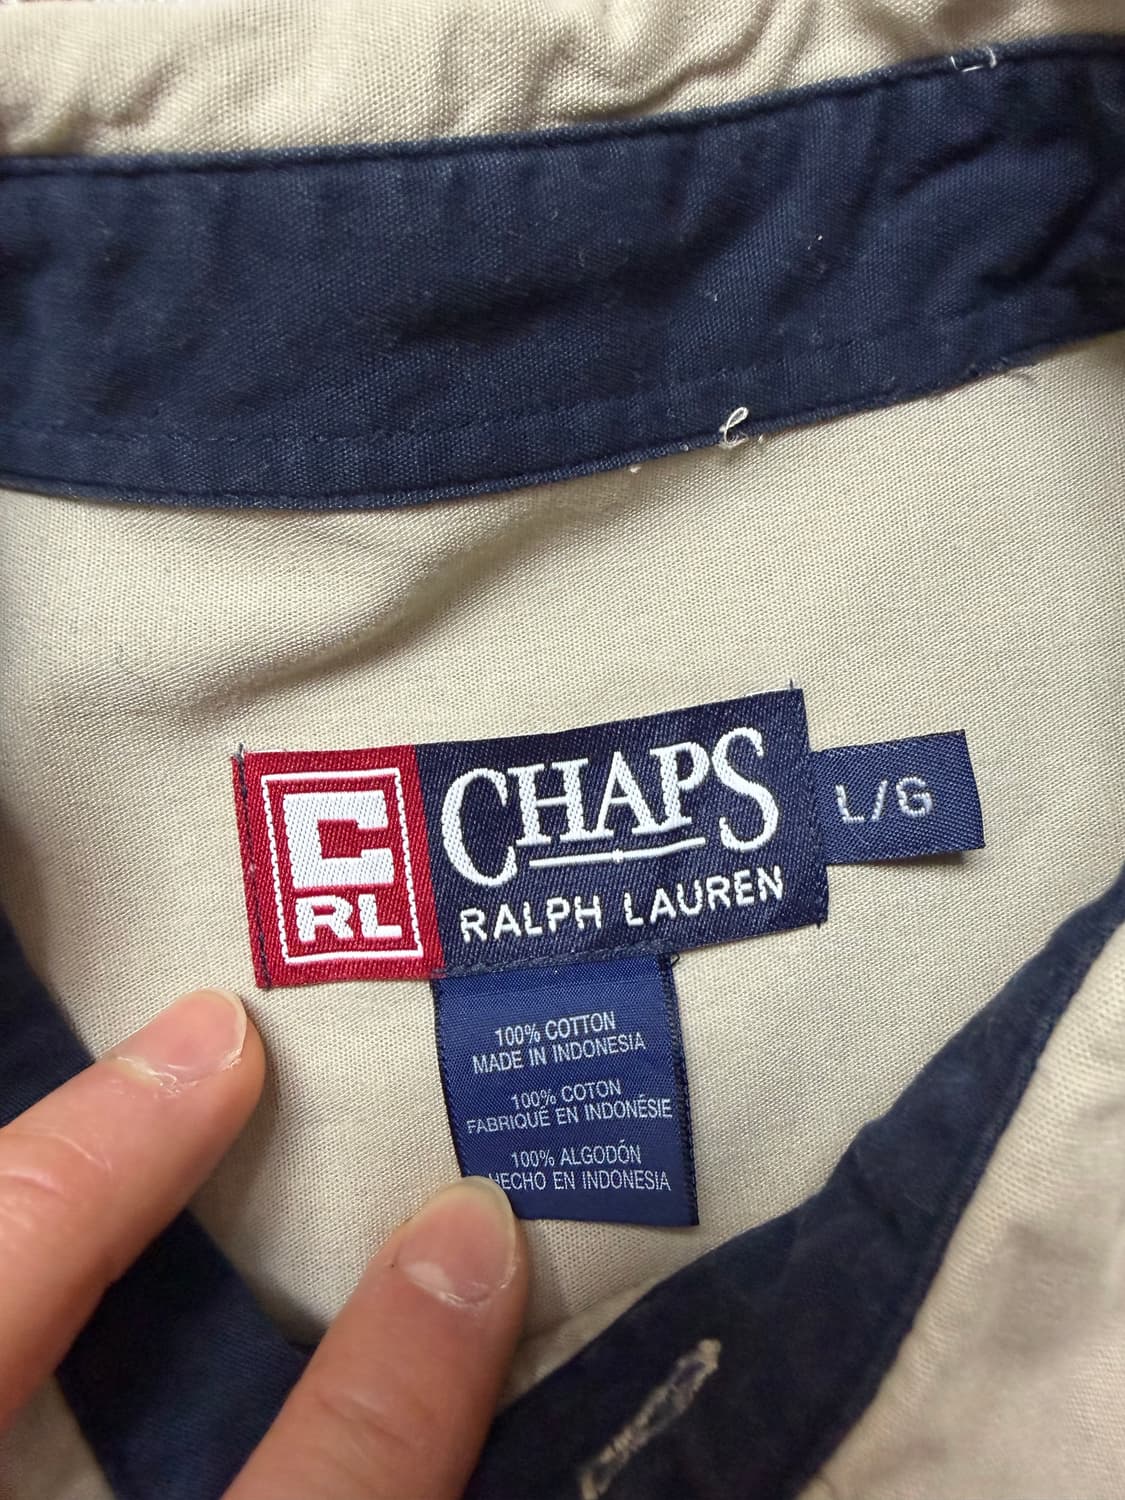 C
RL
CHAPS
RALPH LAUREN
L/G
100% COTTON
MADE IN INDONESIA
100% COTON
FABRIQUÉ EN INDONÉSIE
100% ALGODÓN
HECHO EN INDONESIA